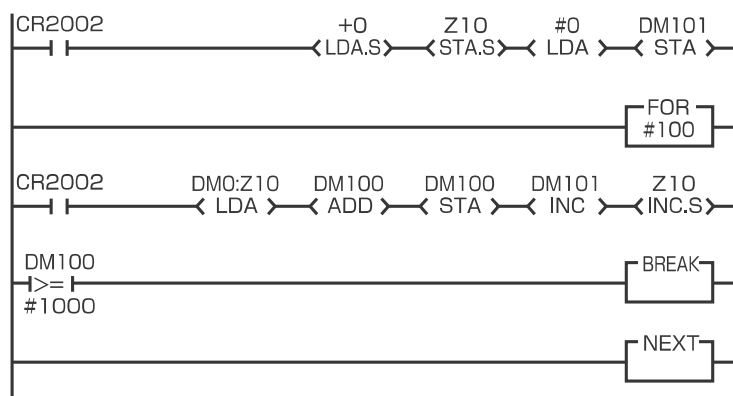 CR2002 +0 Z10 #0 DM101
LDA.S STA.S LDA STA
FOR
#100
CR2002 DM0:Z10 DM100 DM100 DM101 Z10
LDA ADD STA INC INC.S
DM100
>=
#1000
BREAK
NEXT